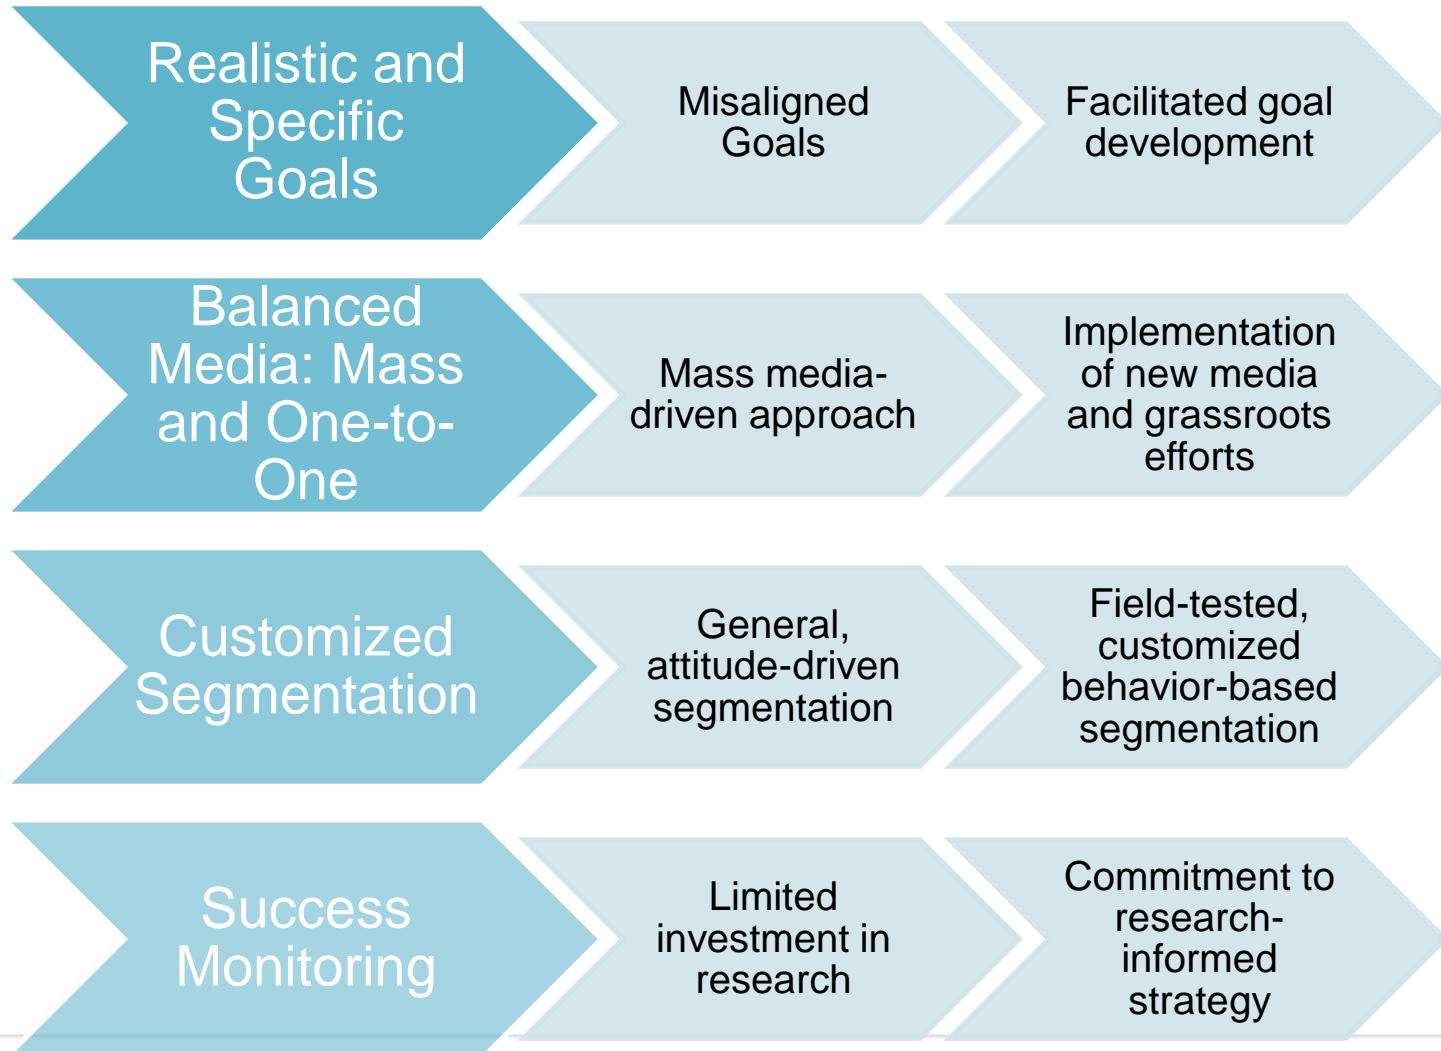 Realistic and
Specific
Goals
Misaligned
Goals
Facilitated goal
development
Balanced
Media: Mass
and One-to-
One
Mass media-
driven approach
Implementation
of new media
and grassroots
efforts
Customized
Segmentation
General,
attitude-driven
segmentation
Field-tested,
customized
behavior-based
segmentation
Success
Monitoring
Limited
investment in
research
Commitment to
research-
informed
strategy